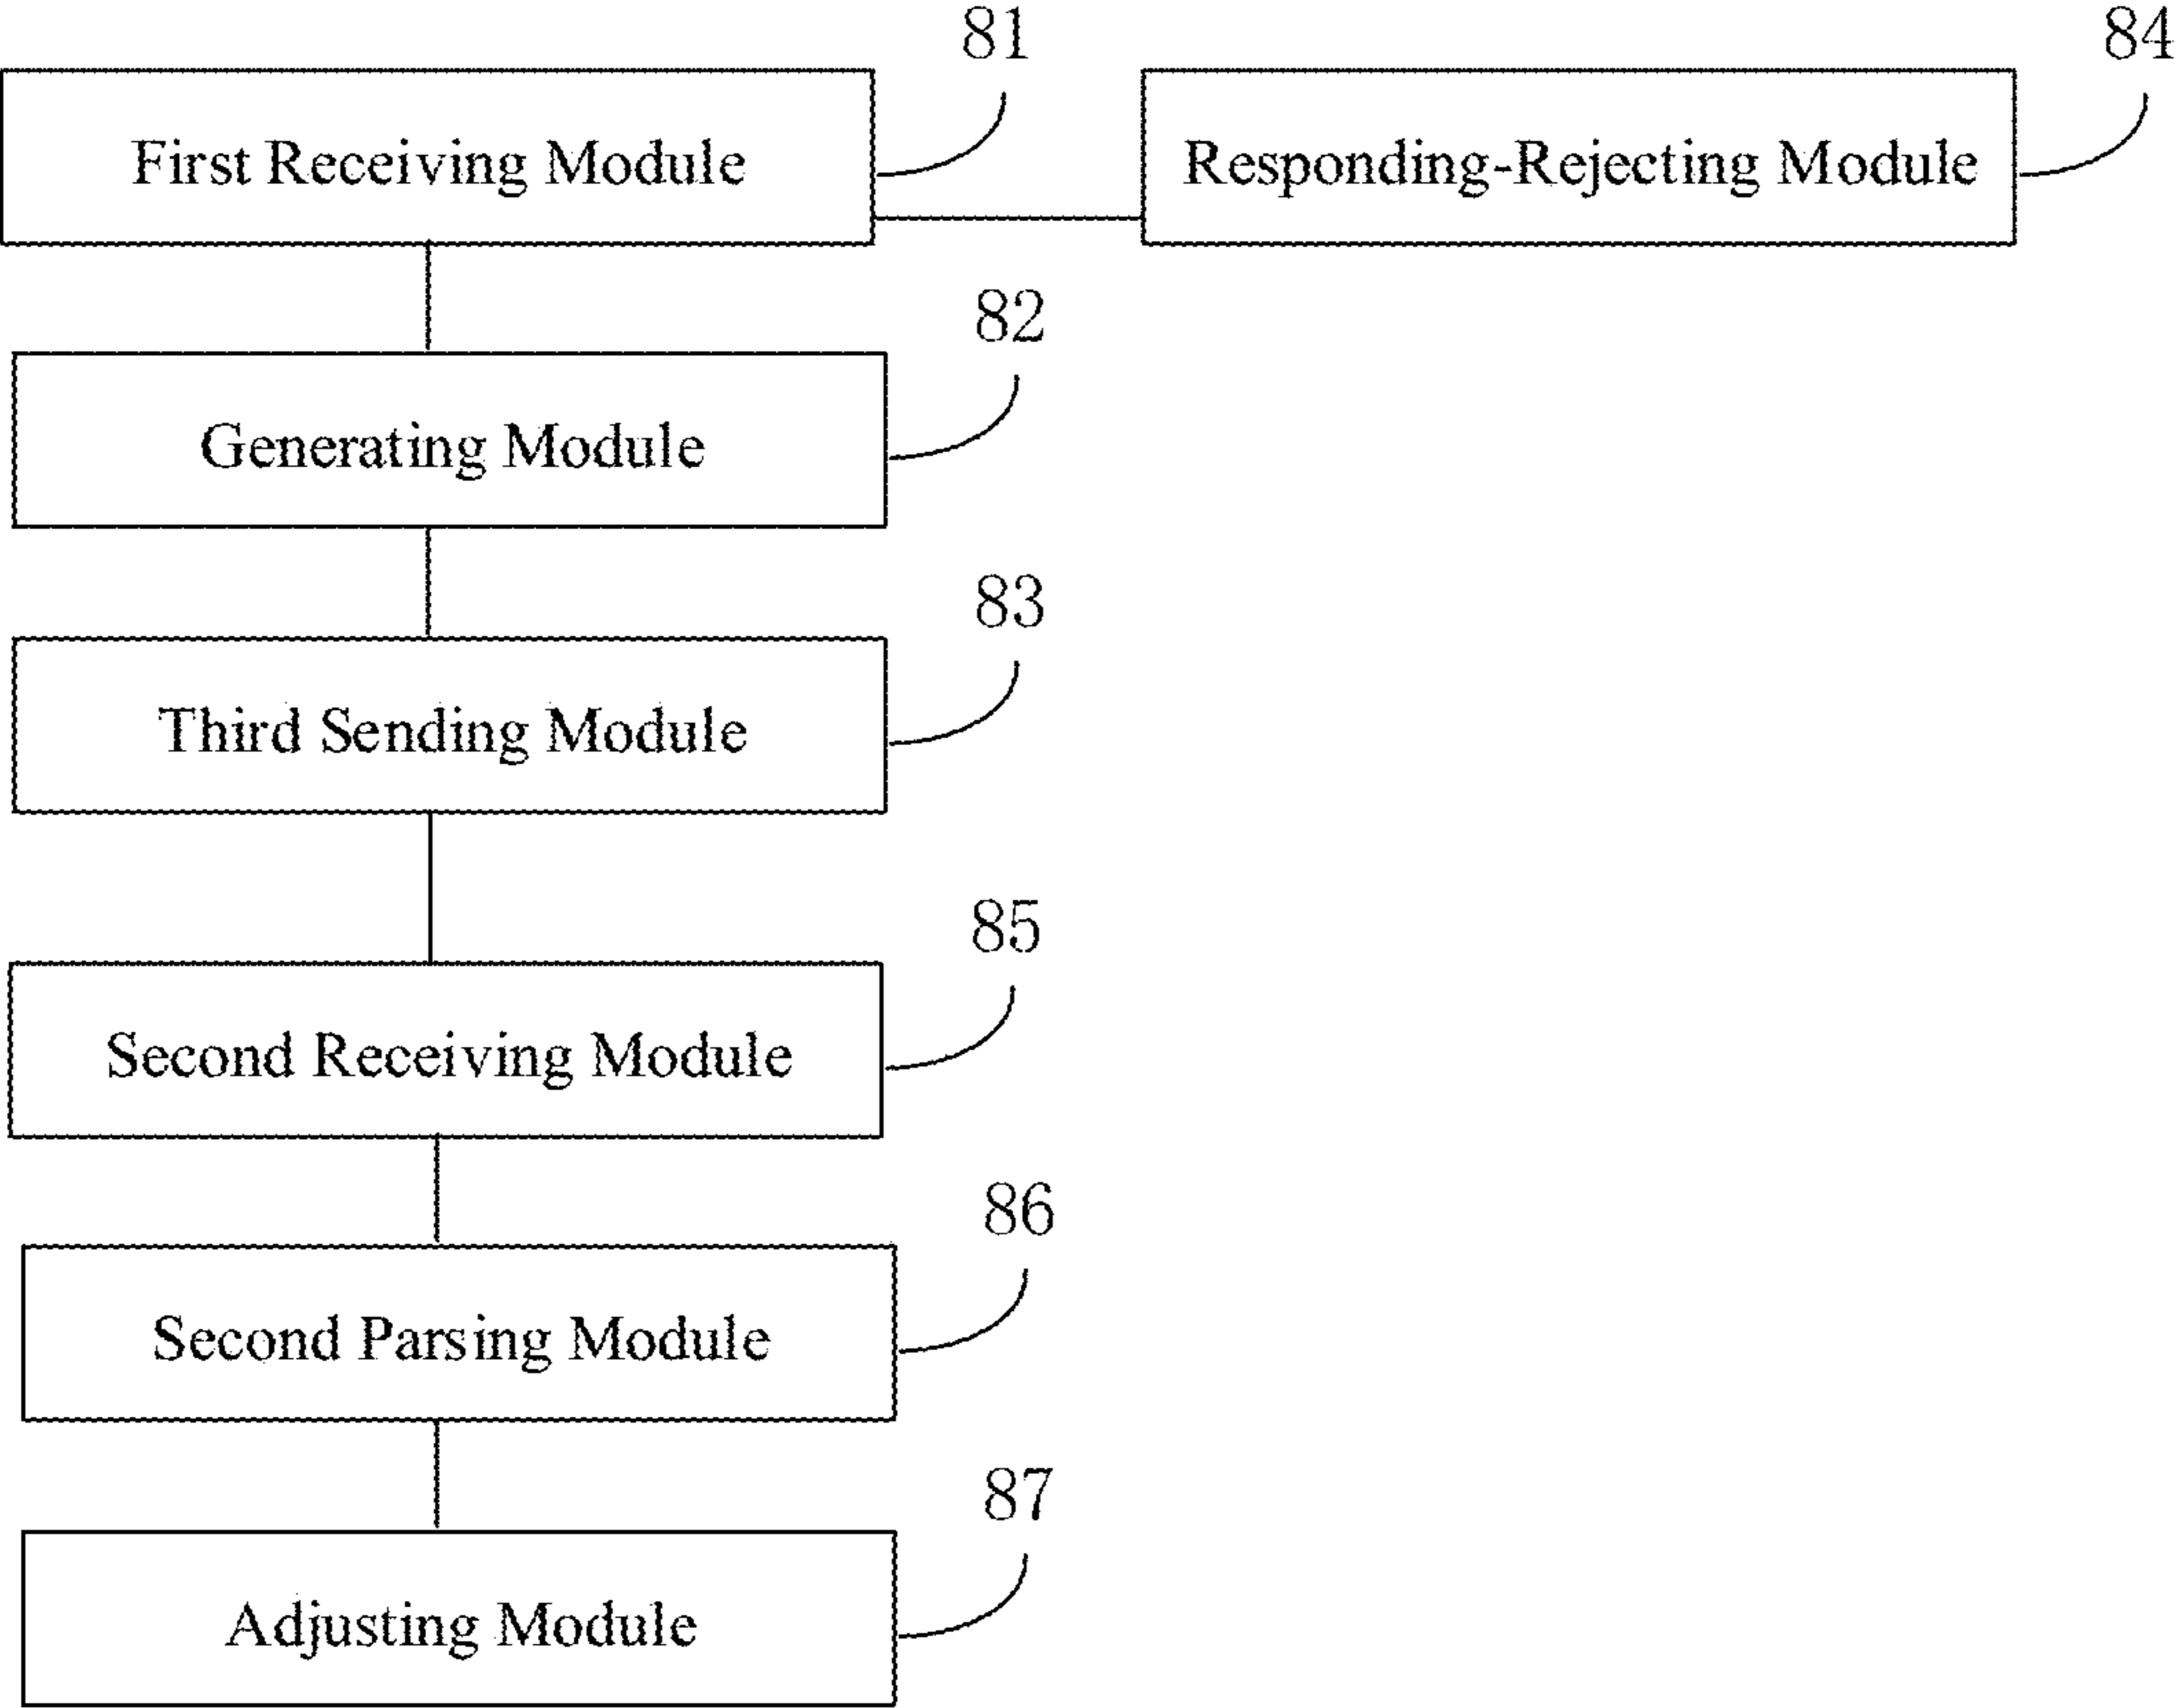 81
84
First Receiving Module
Responding-Rejecting Module
82
Generating Module
83
Third Sending Module
85
Second Receiving Module
86
Second Parsing Module
87
Adjusting Module